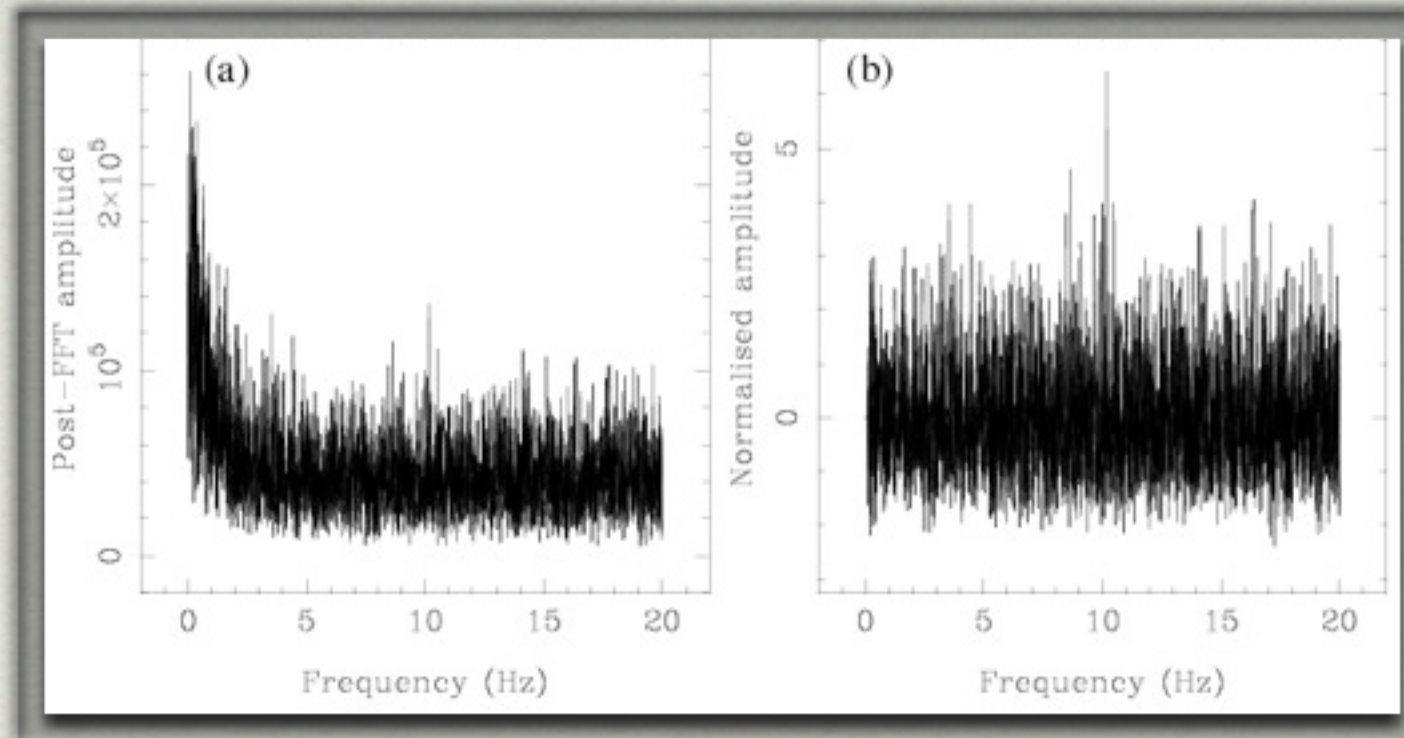 (a)
Post-FFT amplitude
2×10⁵
10⁵
0
0 5 10 15 20
Frequency (Hz)
(b)
Normalised amplitude
5
0
0 5 10 15 20
Frequency (Hz)